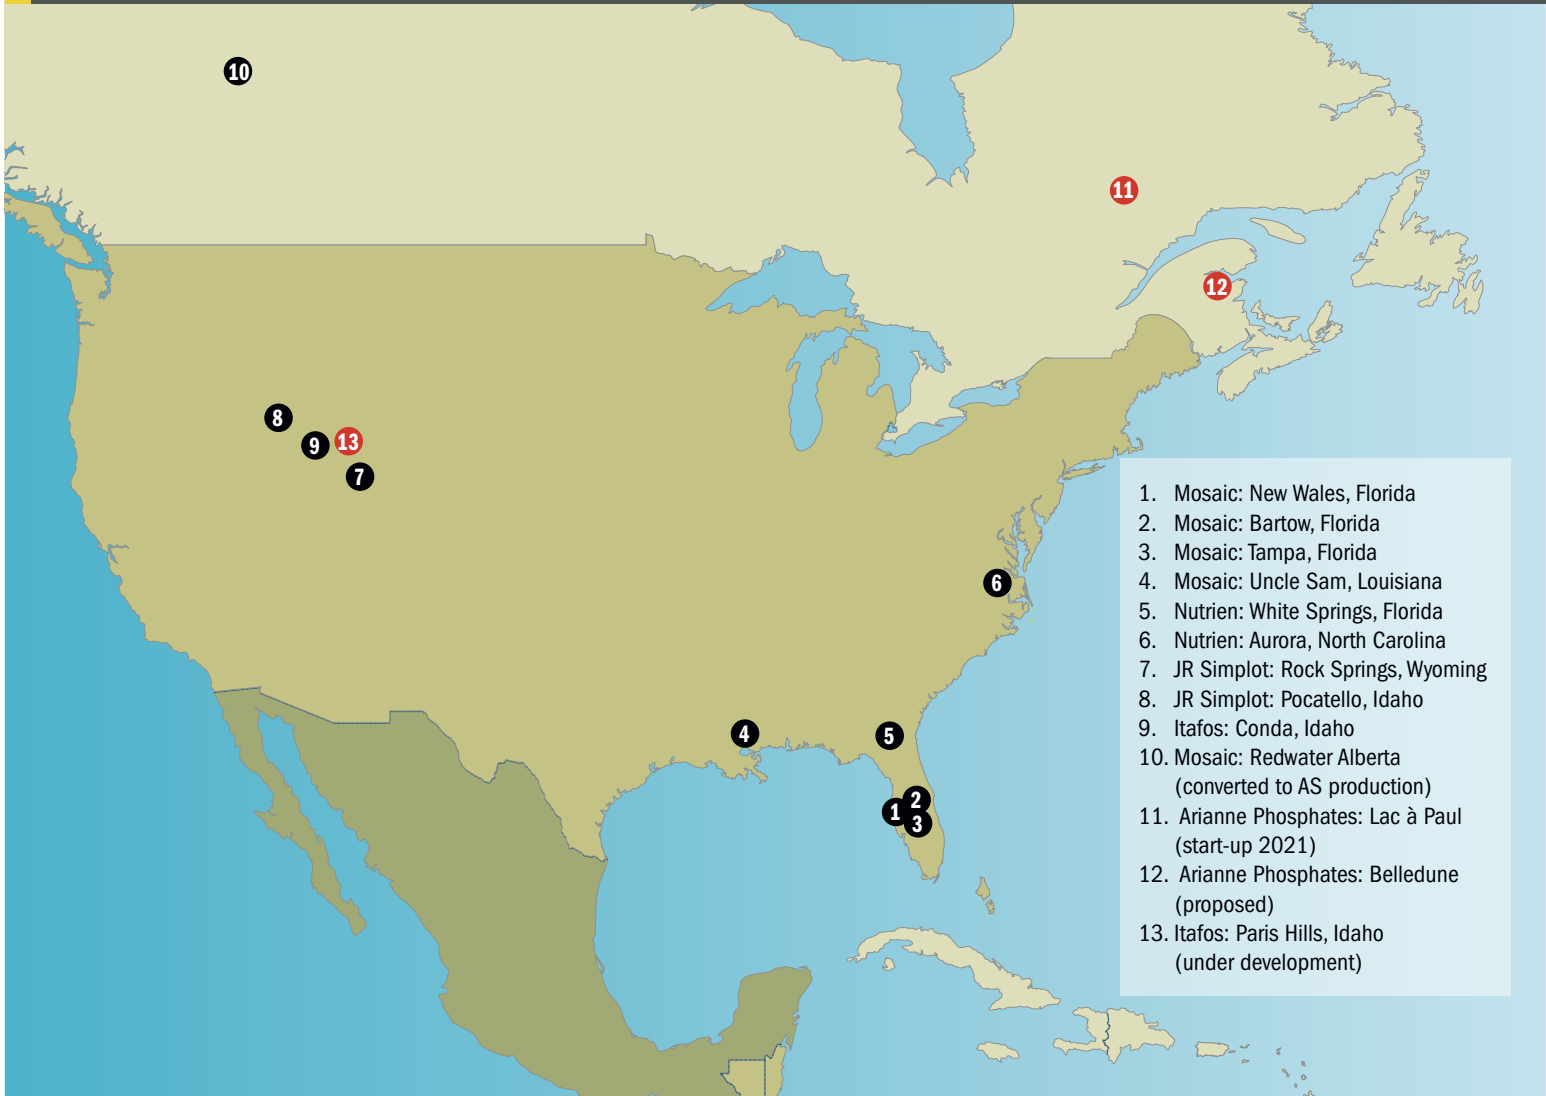 10
11
12
8
9
13
7
6
4
5
2
1
3
1. Mosaic: New Wales, Florida
2. Mosaic: Bartow, Florida
3. Mosaic: Tampa, Florida
4. Mosaic: Uncle Sam, Louisiana
5. Nutrien: White Springs, Florida
6. Nutrien: Aurora, North Carolina
7. JR Simplot: Rock Springs, Wyoming
8. JR Simplot: Pocatello, Idaho
9. Itafos: Conda, Idaho
10. Mosaic: Redwater Alberta
(converted to AS production)
11. Arianne Phosphates: Lac à Paul
(start-up 2021)
12. Arianne Phosphates: Belledune
(proposed)
13. Itafos: Paris Hills, Idaho
(under development)